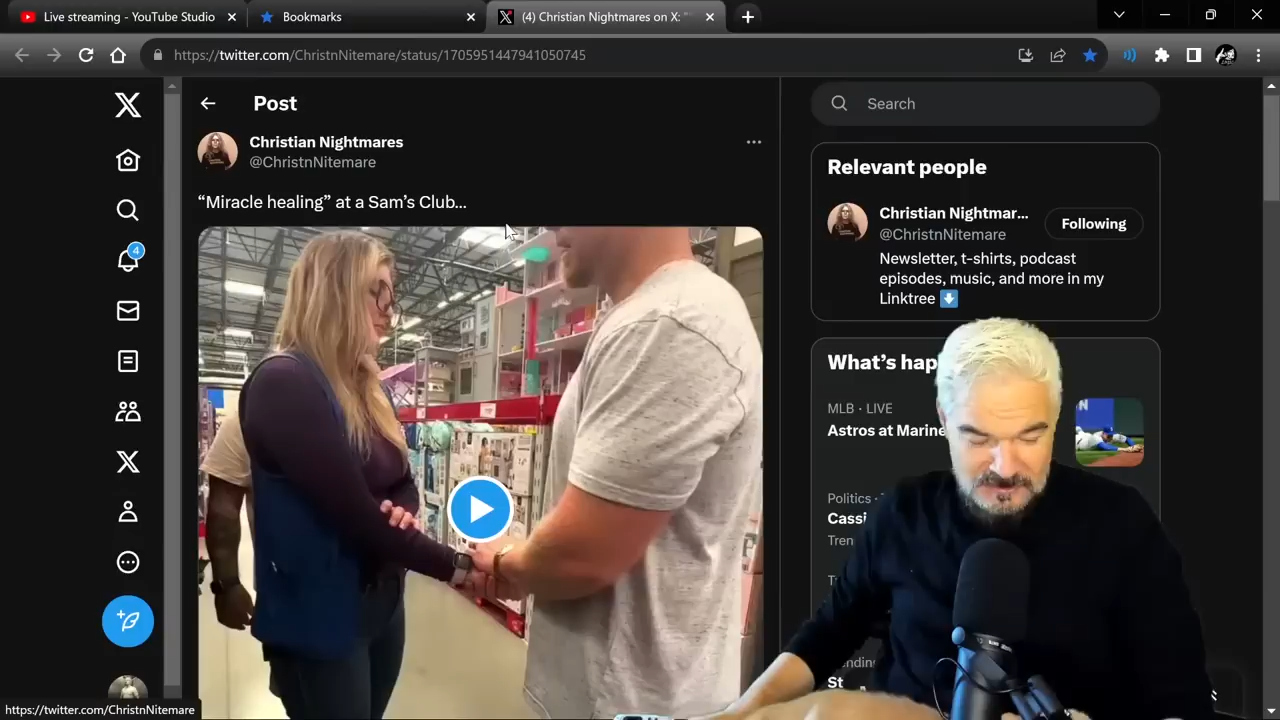 Live streaming - YouTube Studio
Bookmarks
(4) Christian Nightmares on X: "
https://twitter.com/ChristnNitemare/status/1705951447941050745
Post
Search
Christian Nightmares
@ChristnNitemare
“Miracle healing” at a Sam’s Club...
Relevant people
Christian Nightmar...
@ChristnNitemare
Following
Newsletter, t-shirts, podcast
episodes, music, and more in my
Linktree
4
What’s hap
MLB · LIVE
Astros at Marine
Politics ·
Cassi
Tren
St
https://twitter.com/ChristnNitemare